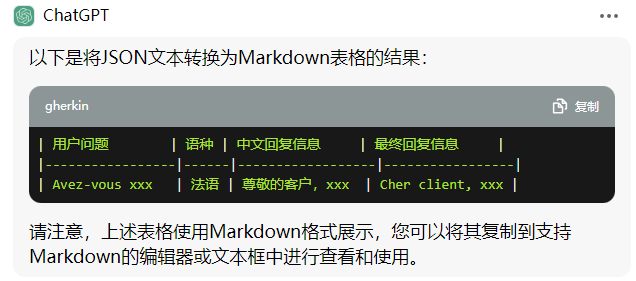 ChatGPT
以下是将JSON文本转换为Markdown表格的结果：
gherkin 复制
| 用户问题 | 语种 | 中文回复信息 | 最终回复信息 |
|----------------|------|-----------------|----------------|
| Avez-vous xxx | 法语 | 尊敬的客户, xxx | Cher client, xxx |
请注意，上述表格使用Markdown格式展示，您可以将其复制到支持
Markdown的编辑器或文本框中进行查看和使用。